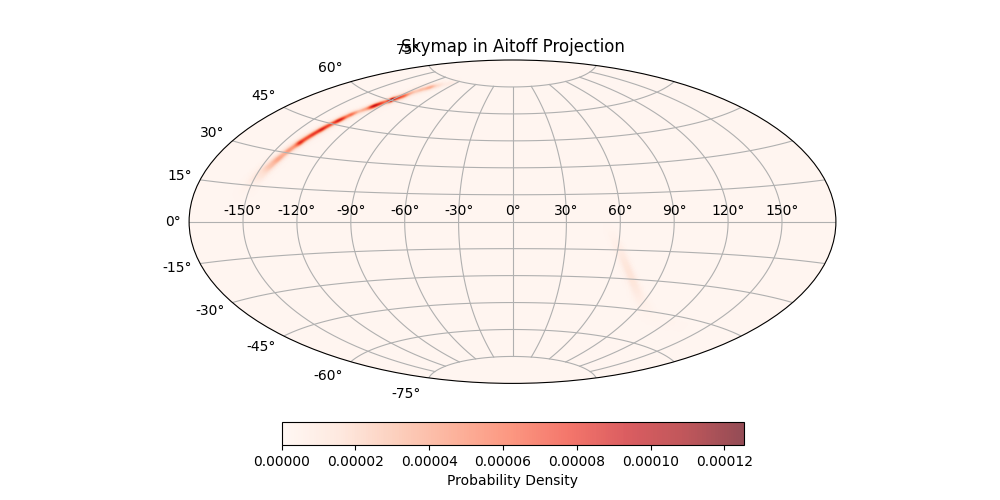 Skymap in Aitoff Projection
75°
60°
45°
30°
15°
0°
-15°
-30°
-45°
-60°
-75°
-150° -120° -90° -60° -30° 0° 30° 60° 90° 120° 150°
0.00000 0.00002 0.00004 0.00006 0.00008 0.00010 0.00012
Probability Density